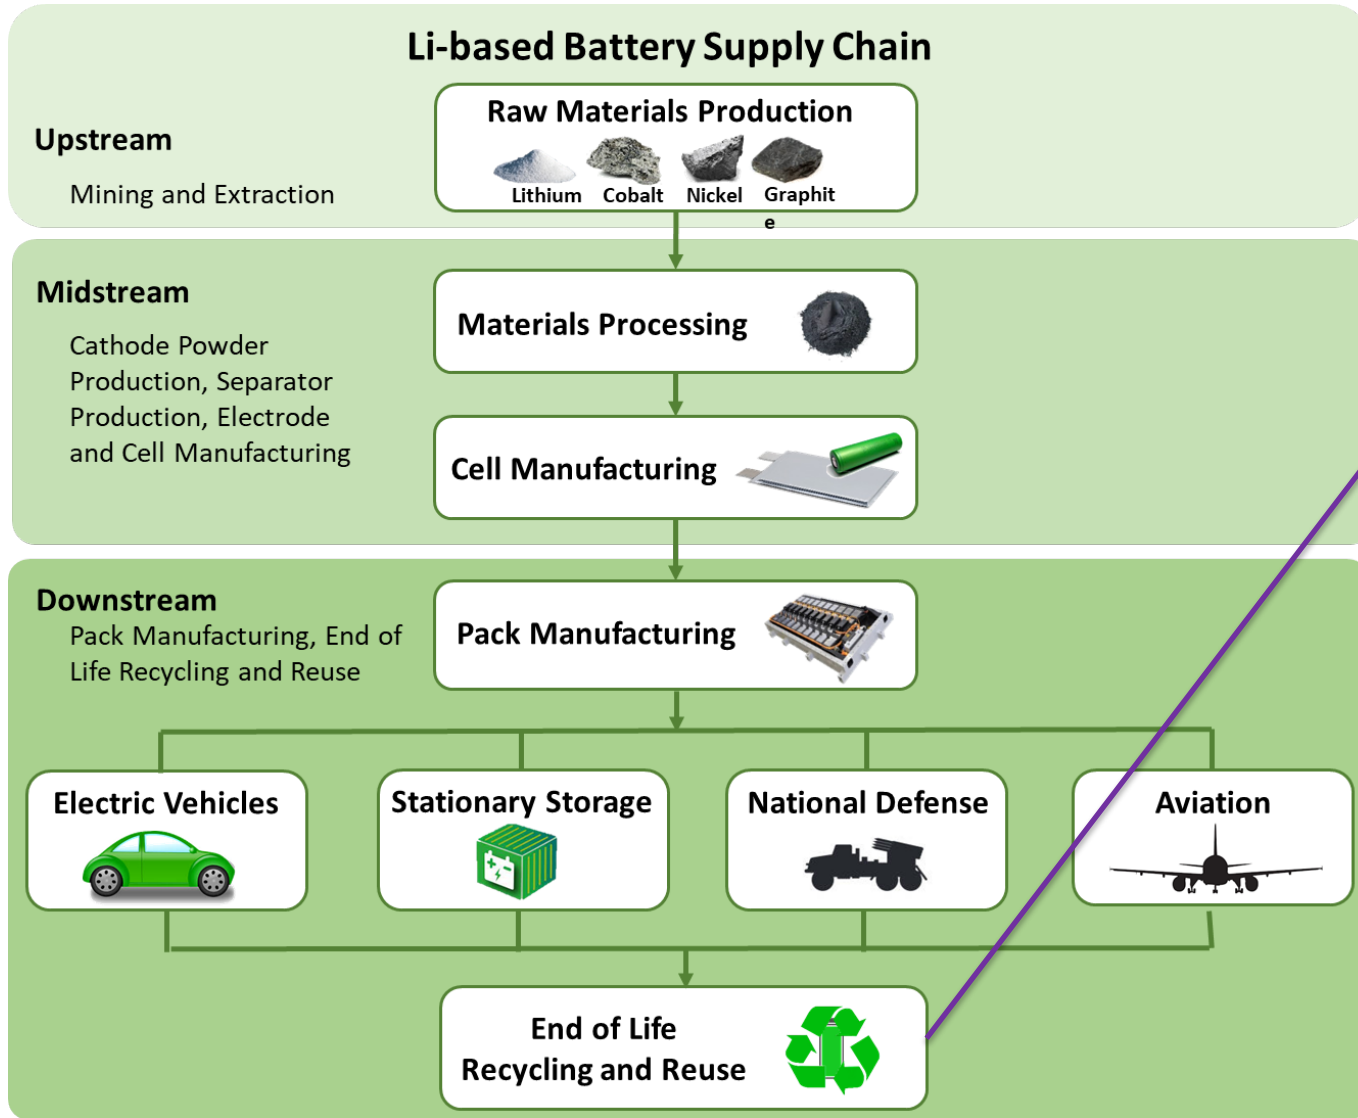 Li-based Battery Supply Chain
Raw Materials Production
Lithium
Cobalt
Nickel
Graphit
e
Upstream
Mining and Extraction
Midstream
Cathode Powder
Production, Separator
Production, Electrode
and Cell Manufacturing
Materials Processing
Cell Manufacturing
Downstream
Pack Manufacturing, End of
Life Recycling and Reuse
Pack Manufacturing
Electric Vehicles
Stationary Storage
National Defense
Aviation
End of Life
Recycling and Reuse